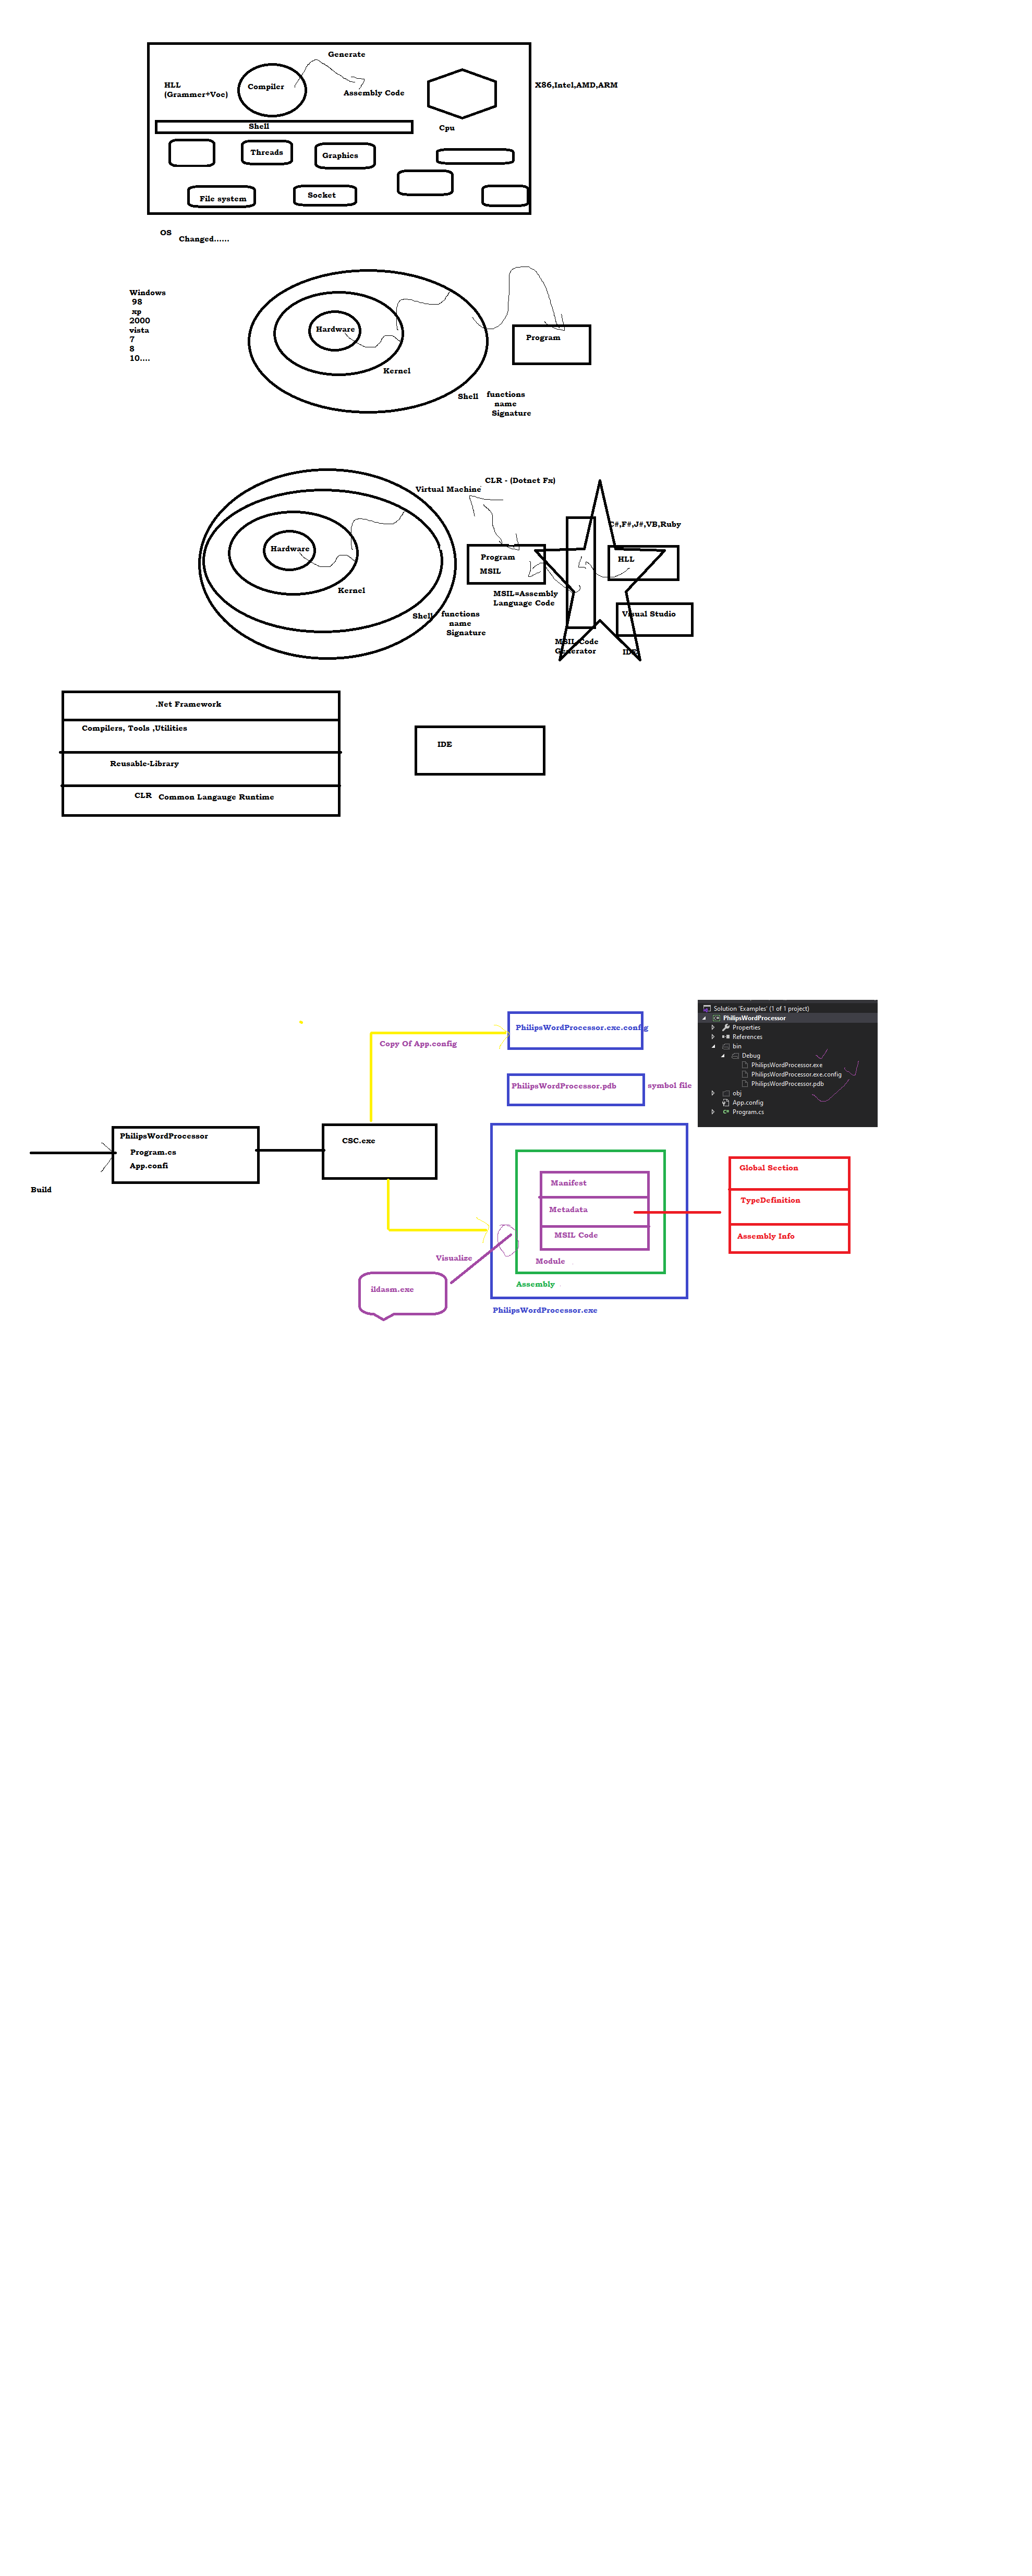 Generate
HLL
(Grammer+Voc)
Compiler
Assembly Code
X86,Intel,AMD,ARM
Shell
Cpu
Threads
Graphics
File system
Socket
OS
Changed......
Windows
98
xp
2000
vista
7
8
10....
Hardware
Program
Kernel
Shell
functions
name
Signature
CLR - (Dotnet Fx)
Virtual Machine
C#,F#,J#,VB,Ruby
Hardware
Program
MSIL
HLL
Kernel
MSIL=Assembly
Language Code
Shell
functions
name
Signature
Visual Studio
MSIL Code
Generator
IDE
.Net Framework
Compilers, Tools ,Utilities
Reusable-Library
CLR Common Langauge Runtime
IDE
Solution 'Examples' (1 of 1 project)
PhilipsWordProcessor
Properties
References
bin
Debug
PhilipsWordProcessor.exe
PhilipsWordProcessor.exe.config
PhilipsWordProcessor.pdb
obj
App.config
Program.cs
PhilipsWordProcessor.exe.config
Copy Of App.config
PhilipsWordProcessor.pdb
symbol file
PhilipsWordProcessor
Program.cs
App.confi
CSC.exe
Build
Manifest
Metadata
MSIL Code
Module
Assembly
PhilipsWordProcessor.exe
Global Section
TypeDefinition
Assembly Info
Visualize
ildasm.exe